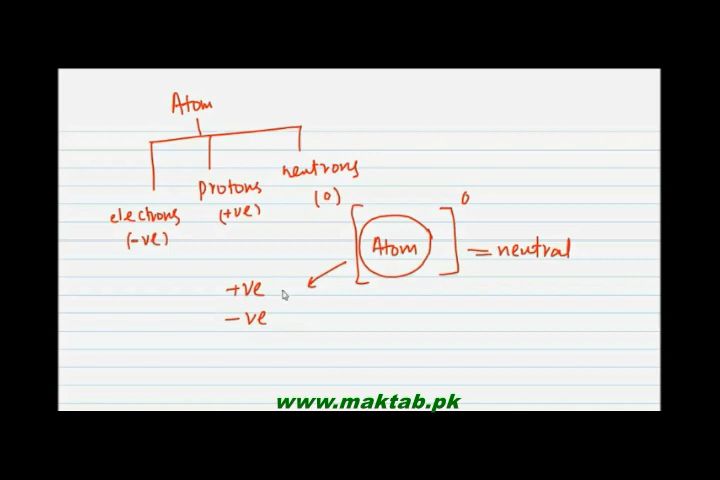 Atom
neutrons
(0)
protons
(+ve)
electrons
(-ve)
[Atom]⁰ = neutral
+ve
-ve
www.maktab.pk